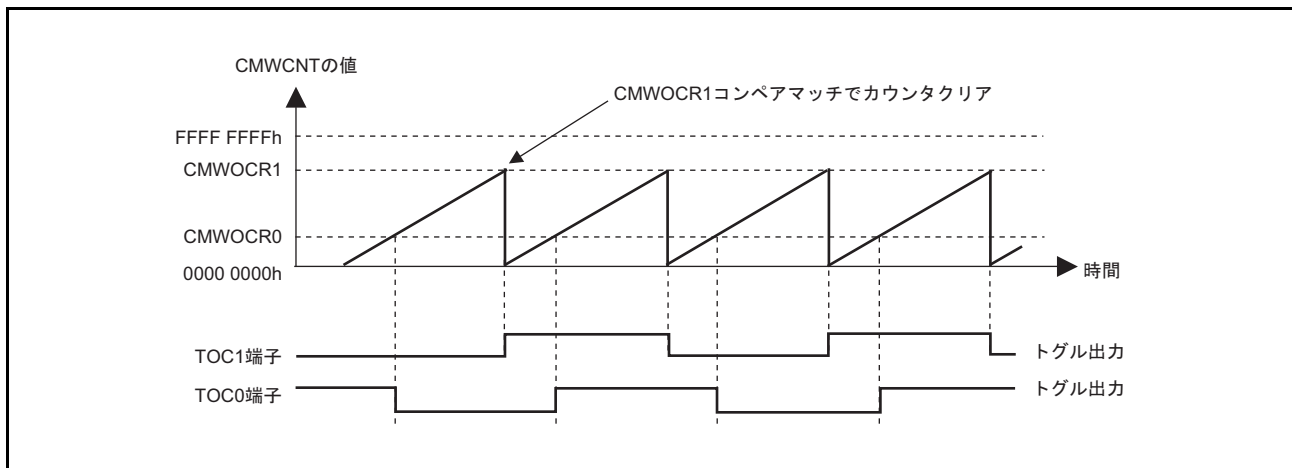 CMWCNTの値
CMWOCR1コンペアマッチでカウンタクリア
FFFF FFFFh
CMWOCR1
CMWOCR0
0000 0000h
時間
TOC1端子
トグル出力
TOC0端子
トグル出力